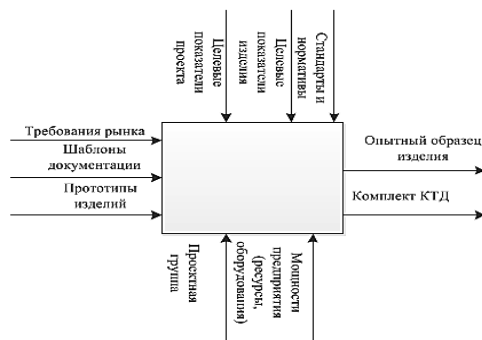 Целевые
показатели
проекта
Целевые
показатели
изделия
Стандарты и
нормативы
Требования рынка
Шаблоны
документации
Прототипы
изделий
Опытный образец
изделия
Комплект КТД
Проектная
группа
Мощности
предприятия
(ресурсы,
оборудования)